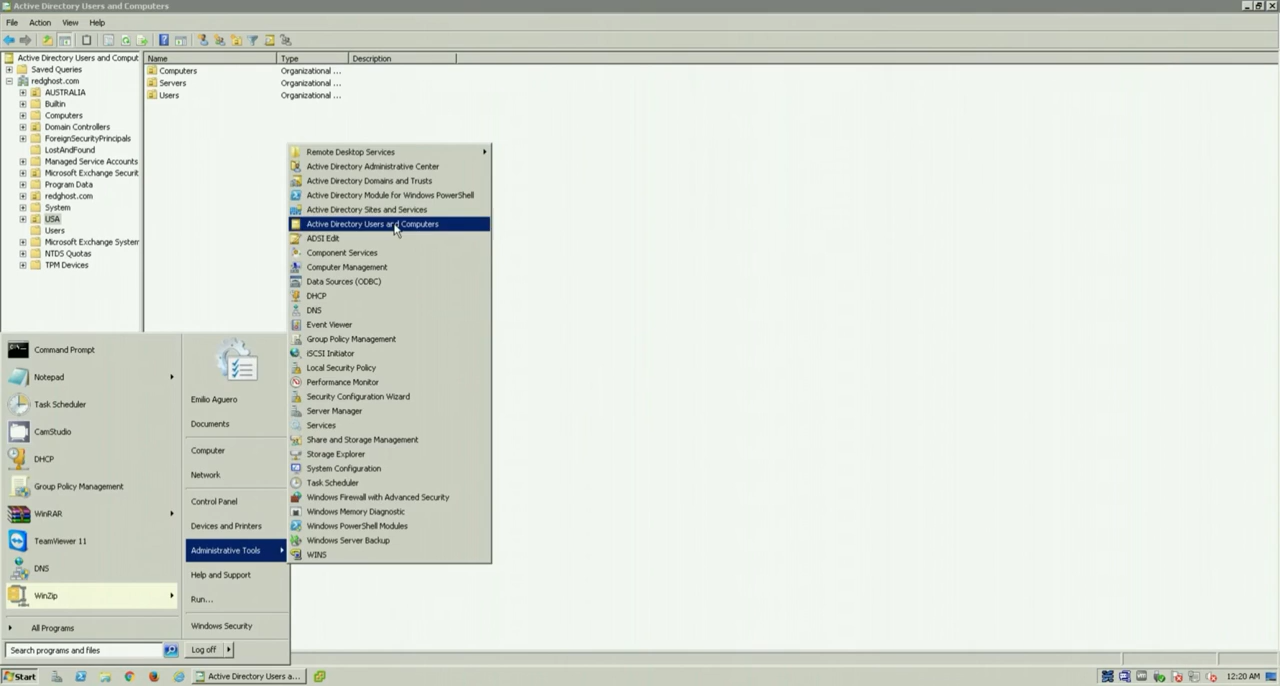 Active Directory Users and Computers
File Action View Help
Active Directory Users and Comput
Saved Queries
redghost.com
AUSTRALIA
Builtin
Computers
Domain Controllers
ForeignSecurityPrincipals
LostAndFound
Managed Service Accounts
Microsoft Exchange Securit
Program Data
redghost.com
System
USA
Users
Microsoft Exchange System
NTDS Quotas
TPM Devices
Name Type Description
Computers Organizational ...
Servers Organizational ...
Users Organizational ...
Remote Desktop Services
Active Directory Administrative Center
Active Directory Domains and Trusts
Active Directory Module for Windows PowerShell
Active Directory Sites and Services
Active Directory Users and Computers
ADSI Edit
Component Services
Computer Management
Data Sources (ODBC)
DHCP
DNS
Event Viewer
Group Policy Management
iSCSI Initiator
Local Security Policy
Performance Monitor
Security Configuration Wizard
Server Manager
Services
Share and Storage Management
Storage Explorer
System Configuration
Task Scheduler
Windows Firewall with Advanced Security
Windows Memory Diagnostic
Windows PowerShell Modules
Windows Server Backup
WINS
Command Prompt
Notepad
Task Scheduler
CamStudio
DHCP
Group Policy Management
WinRAR
TeamViewer 11
DNS
WinZip
All Programs
Search programs and files
Emilio Aguero
Documents
Computer
Network
Control Panel
Devices and Printers
Administrative Tools
Help and Support
Run...
Windows Security
Log off
Start
Active Directory Users a...
12:20 AM